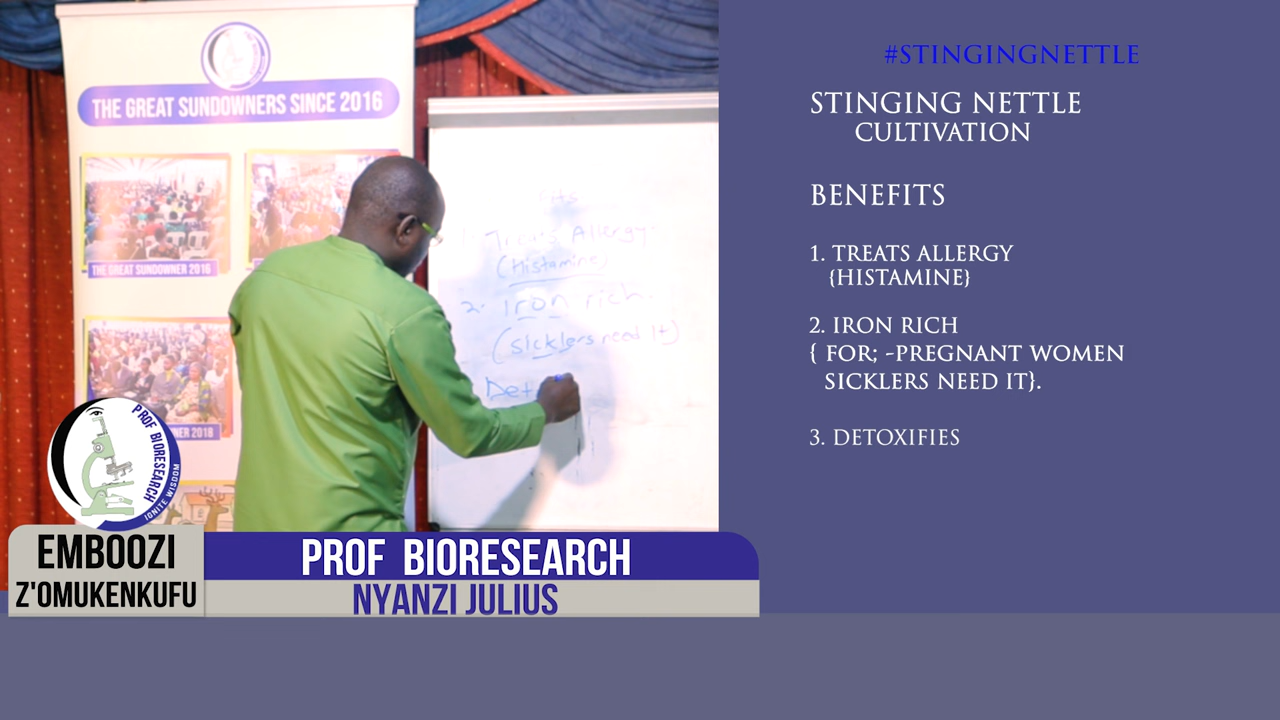 THE GREAT SUNDOWNERS SINCE 2016
THE GREAT SUNDOWNER 2016
NER 2018
Allergy
(Histamine)
2. Iron rich.
(sicklers need It)
Det
PROF BIORESEARCH
IGNITE WISDOM
EMBOOZI
Z'OMUKENKUFU
PROF BIORESEARCH
NYANZI JULIUS
#STINGINGNETTLE
STINGING NETTLE
CULTIVATION
BENEFITS
1. TREATS ALLERGY
{HISTAMINE}
2. IRON RICH
{ FOR; -PREGNANT WOMEN
SICKLERS NEED IT}.
3. DETOXIFIES